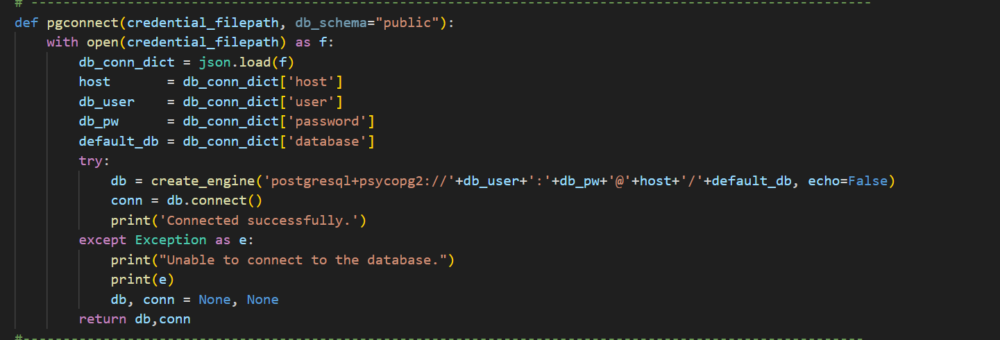 # ----------------------------------------------------------------------------------------------------------
def pgconnect(credential_filepath, db_schema="public"):
    with open(credential_filepath) as f:
        db_conn_dict = json.load(f)
        host       = db_conn_dict['host']
        db_user    = db_conn_dict['user']
        db_pw      = db_conn_dict['password']
        default_db = db_conn_dict['database']
        try:
            db = create_engine('postgresql+psycopg2://'+db_user+':'+db_pw+'@'+host+'/'+default_db, echo=False)
            conn = db.connect()
            print('Connected successfully.')
        except Exception as e:
            print("Unable to connect to the database.")
            print(e)
            db, conn = None, None
        return db,conn
#----------------------------------------------------------------------------------------------------------